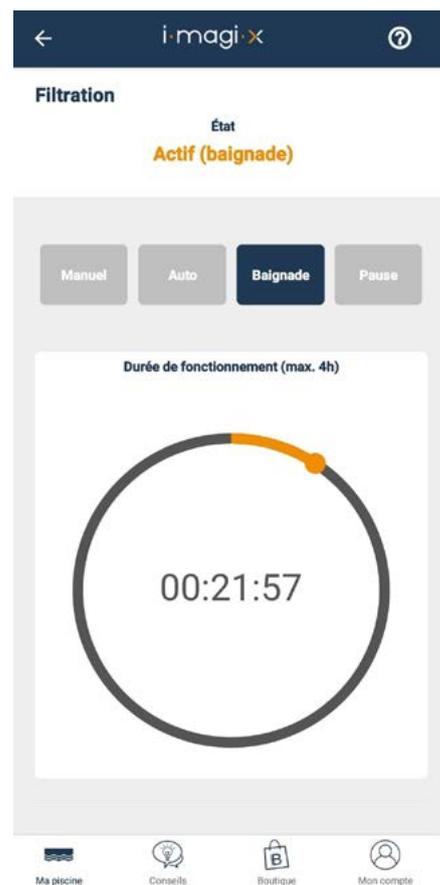 i·magi·x
Filtration
État
Actif (baignade)
Manuel Auto Baignade Pause
Durée de fonctionnement (max. 4h)
00:21:57
B
Ma piscine Conseils Boutique Mon compte